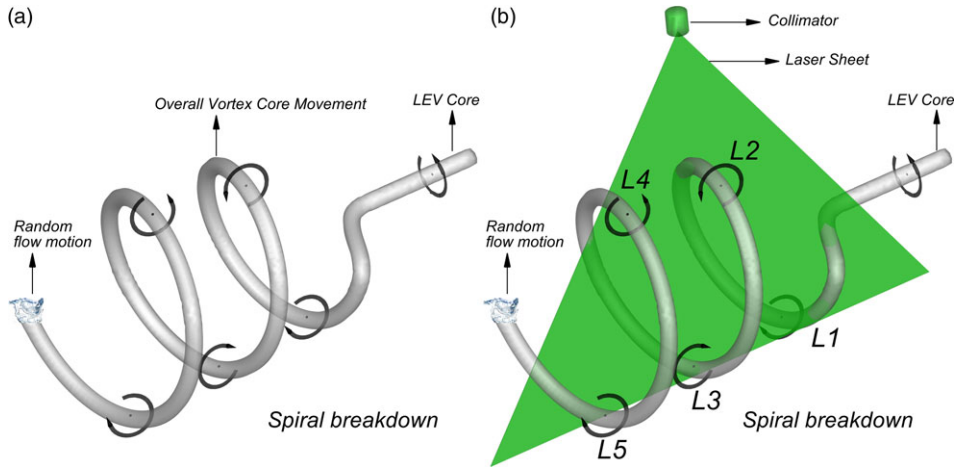 (a)
LEV Core
Overall Vortex Core Movement
Random
flow motion
Spiral breakdown
(b)
Collimator
Laser Sheet
LEV Core
L2
L4
Random
flow motion
L1
L3
L5
Spiral breakdown